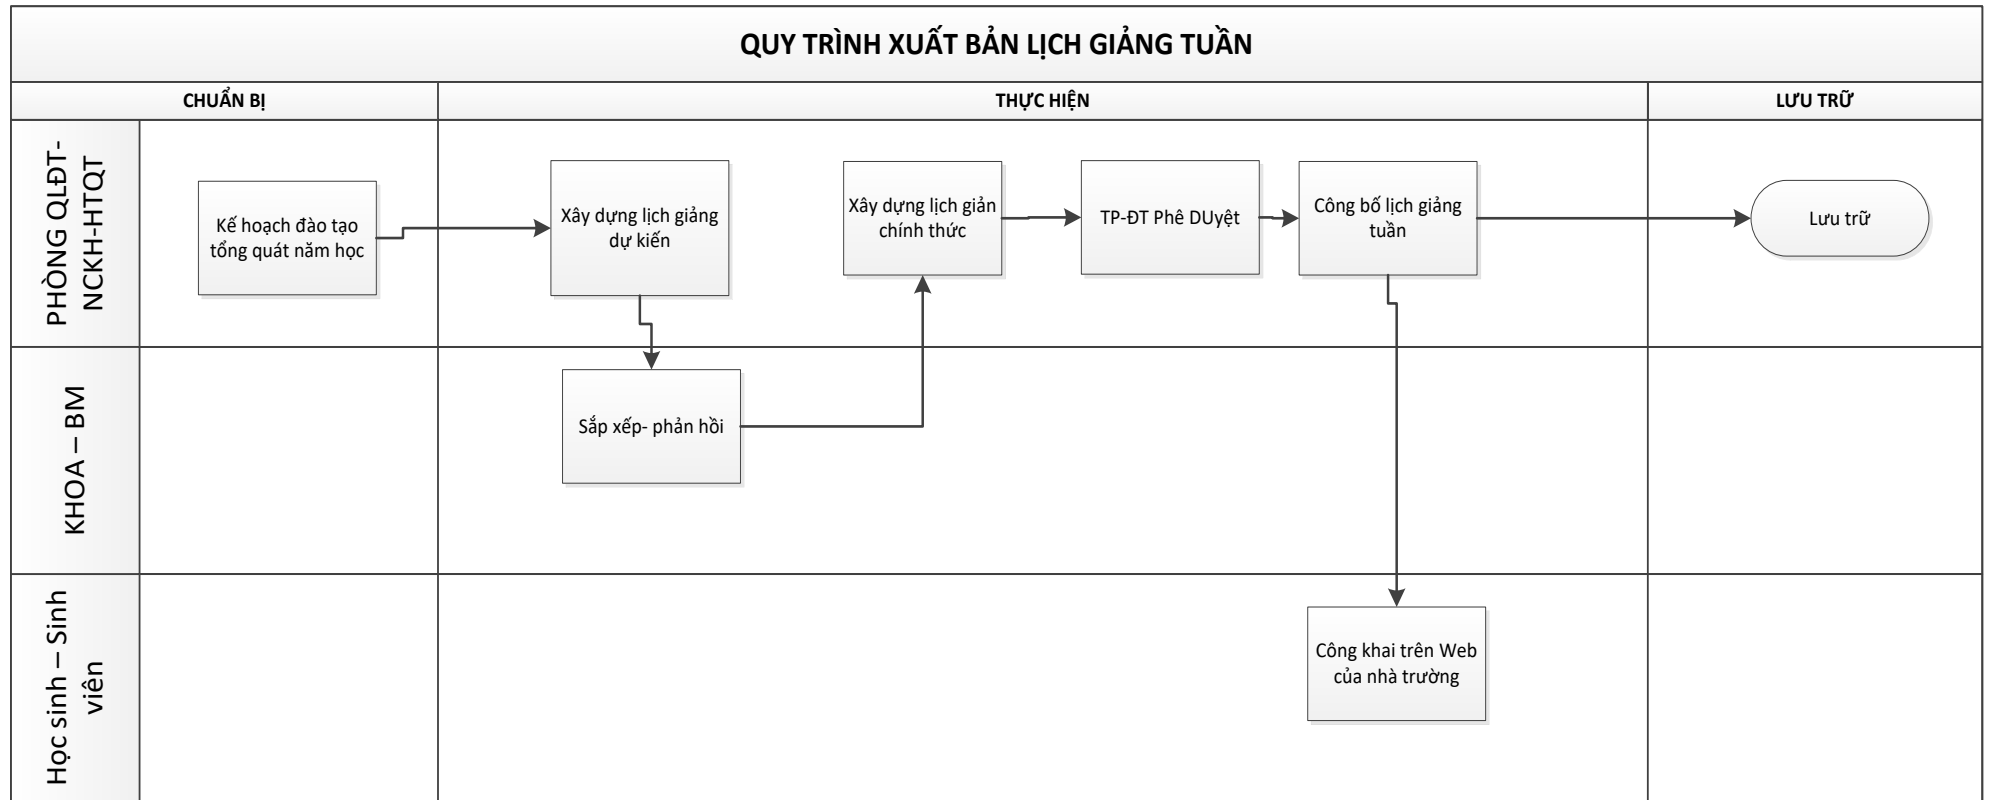 QUY TRÌNH XUẤT BẢN LỊCH GIẢNG TUẦN
CHUẨN BỊ
THỰC HIỆN
LƯU TRỮ
PHÒNG QLĐT-
NCKH-HTQT
Kế hoạch đào tạo
tổng quát năm học
Xây dựng lịch giảng
dự kiến
Xây dựng lịch giản
chính thức
TP-ĐT Phê DUyệt
Công bố lịch giảng
tuần
Lưu trữ
KHOA – BM
Sắp xếp- phản hồi
Học sinh – Sinh
viên
Công khai trên Web
của nhà trường